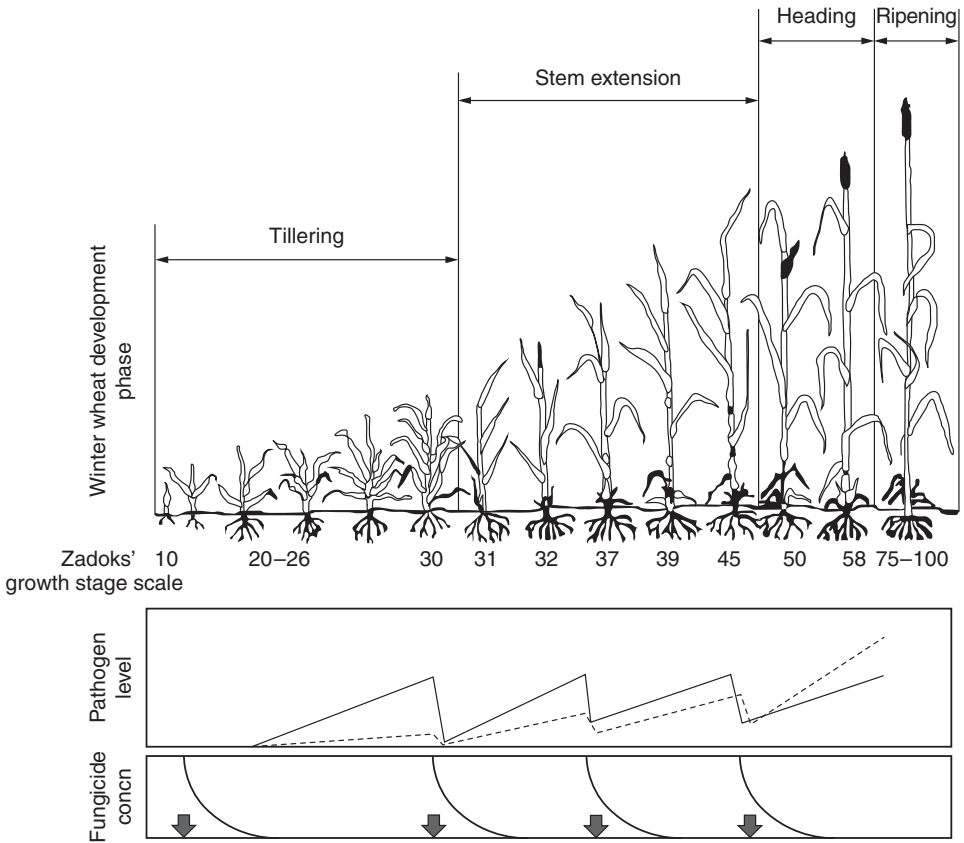 Heading
Ripening
Stem extension
Tillering
Winter wheat development
phase
Zadoks’
growth stage scale
10
20–26
30
31
32
37
39
45
50
58
75–100
Pathogen
level
Fungicide
concn